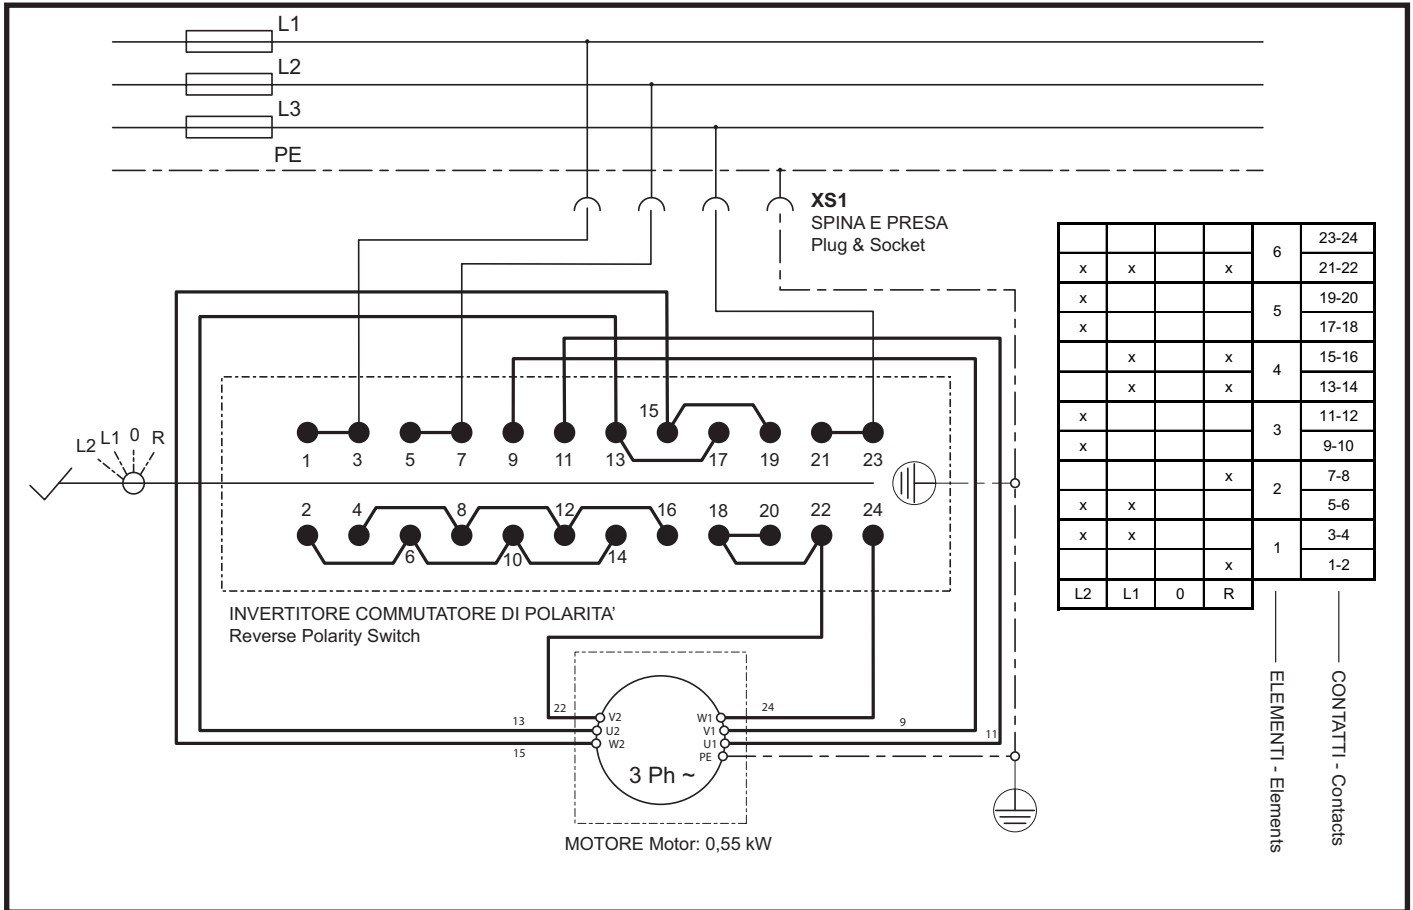 L1
L2
L3
PE
XS1
SPINA E PRESA
Plug & Socket
6 23-24
x x x 21-22
x 5 19-20
x 17-18
x x 4 15-16
x x 13-14
x 3 11-12
x 9-10
x 2 7-8
x x 5-6
x x 1 3-4
x 1-2
L2 L1 0 R
ELEMENTI - Elements
CONTATTI - Contacts
L2 L1 0 R
15
1 3 5 7 9 11 13 17 19 21 23
2 4 8 12 16 18 20 22 24
6 10 14
INVERTITORE COMMUTATORE DI POLARITA'
Reverse Polarity Switch
22 V2 W1 24
13 U2 V1 9
15 W2 U1 11
PE
3 Ph ~
MOTORE Motor: 0,55 kW